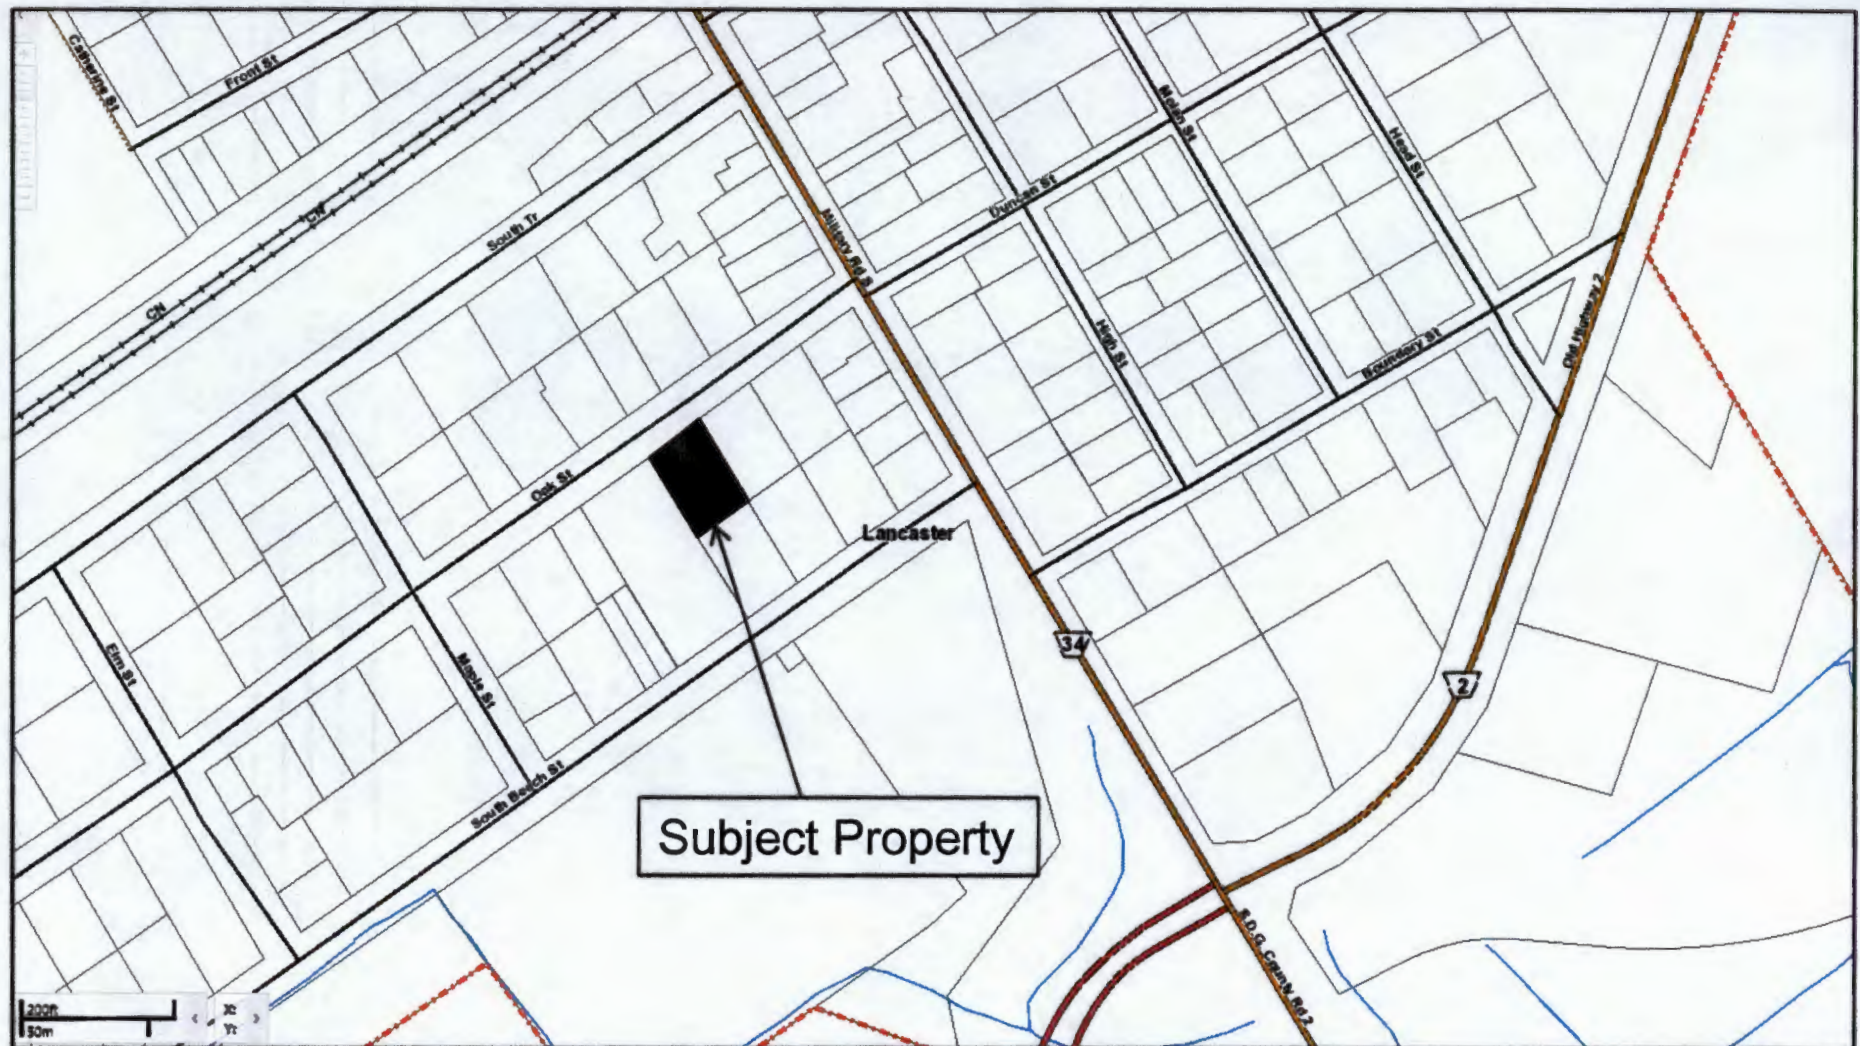 Catherine St
Front St
CN
CN
South Tr
Military Rd S
Duncan St
Molan St
Head St
High St
Boundary St
Old Highway 2
Oak St
Lancaster
Elm St
Maple St
South Beech St
34
2
Subject Property
S.D.G. County Rd 2
200ft
50m
X:
Y: